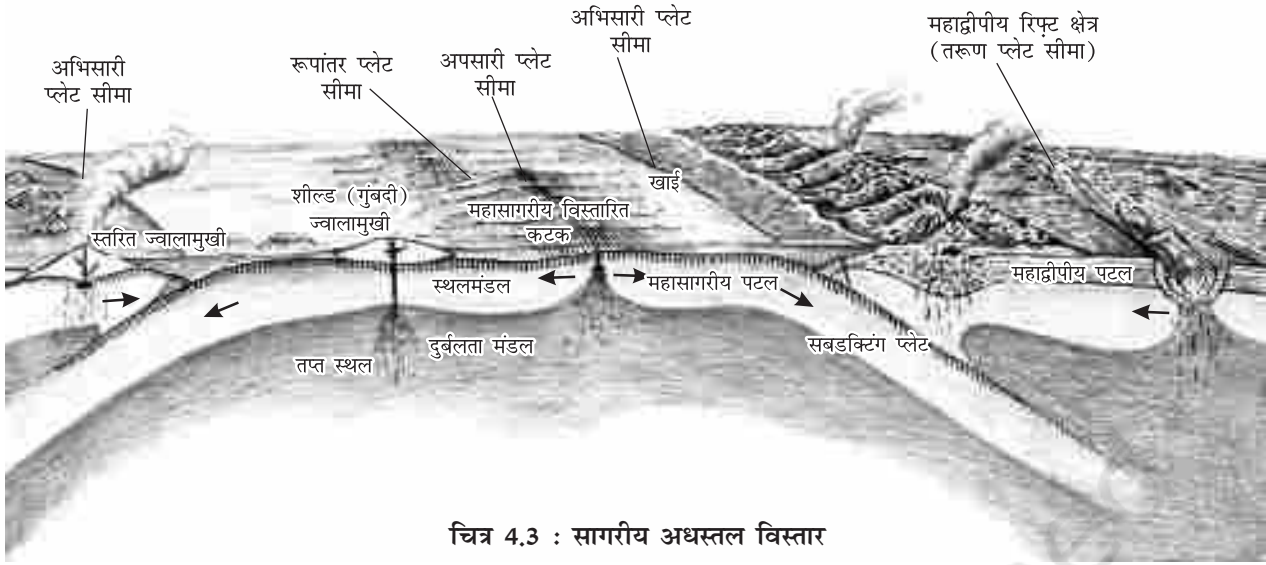 अभिसारी प्लेट
सीमा
महाद्वीपीय रिफ़्ट क्षेत्र
(तरूण प्लेट सीमा)
अभिसारी
प्लेट सीमा
रूपांतर प्लेट
सीमा
अपसारी प्लेट
सीमा
खाई
शील्ड (गुंबदी)
ज्वालामुखी
महासागरीय विस्तारित
कटक
स्तरित ज्वालामुखी
स्थलमंडल
महासागरीय पटल
महाद्वीपीय पटल
तप्त स्थल
दुर्बलता मंडल
सबडक्टिंग प्लेट
चित्र 4.3 : सागरीय अधस्तल विस्तार